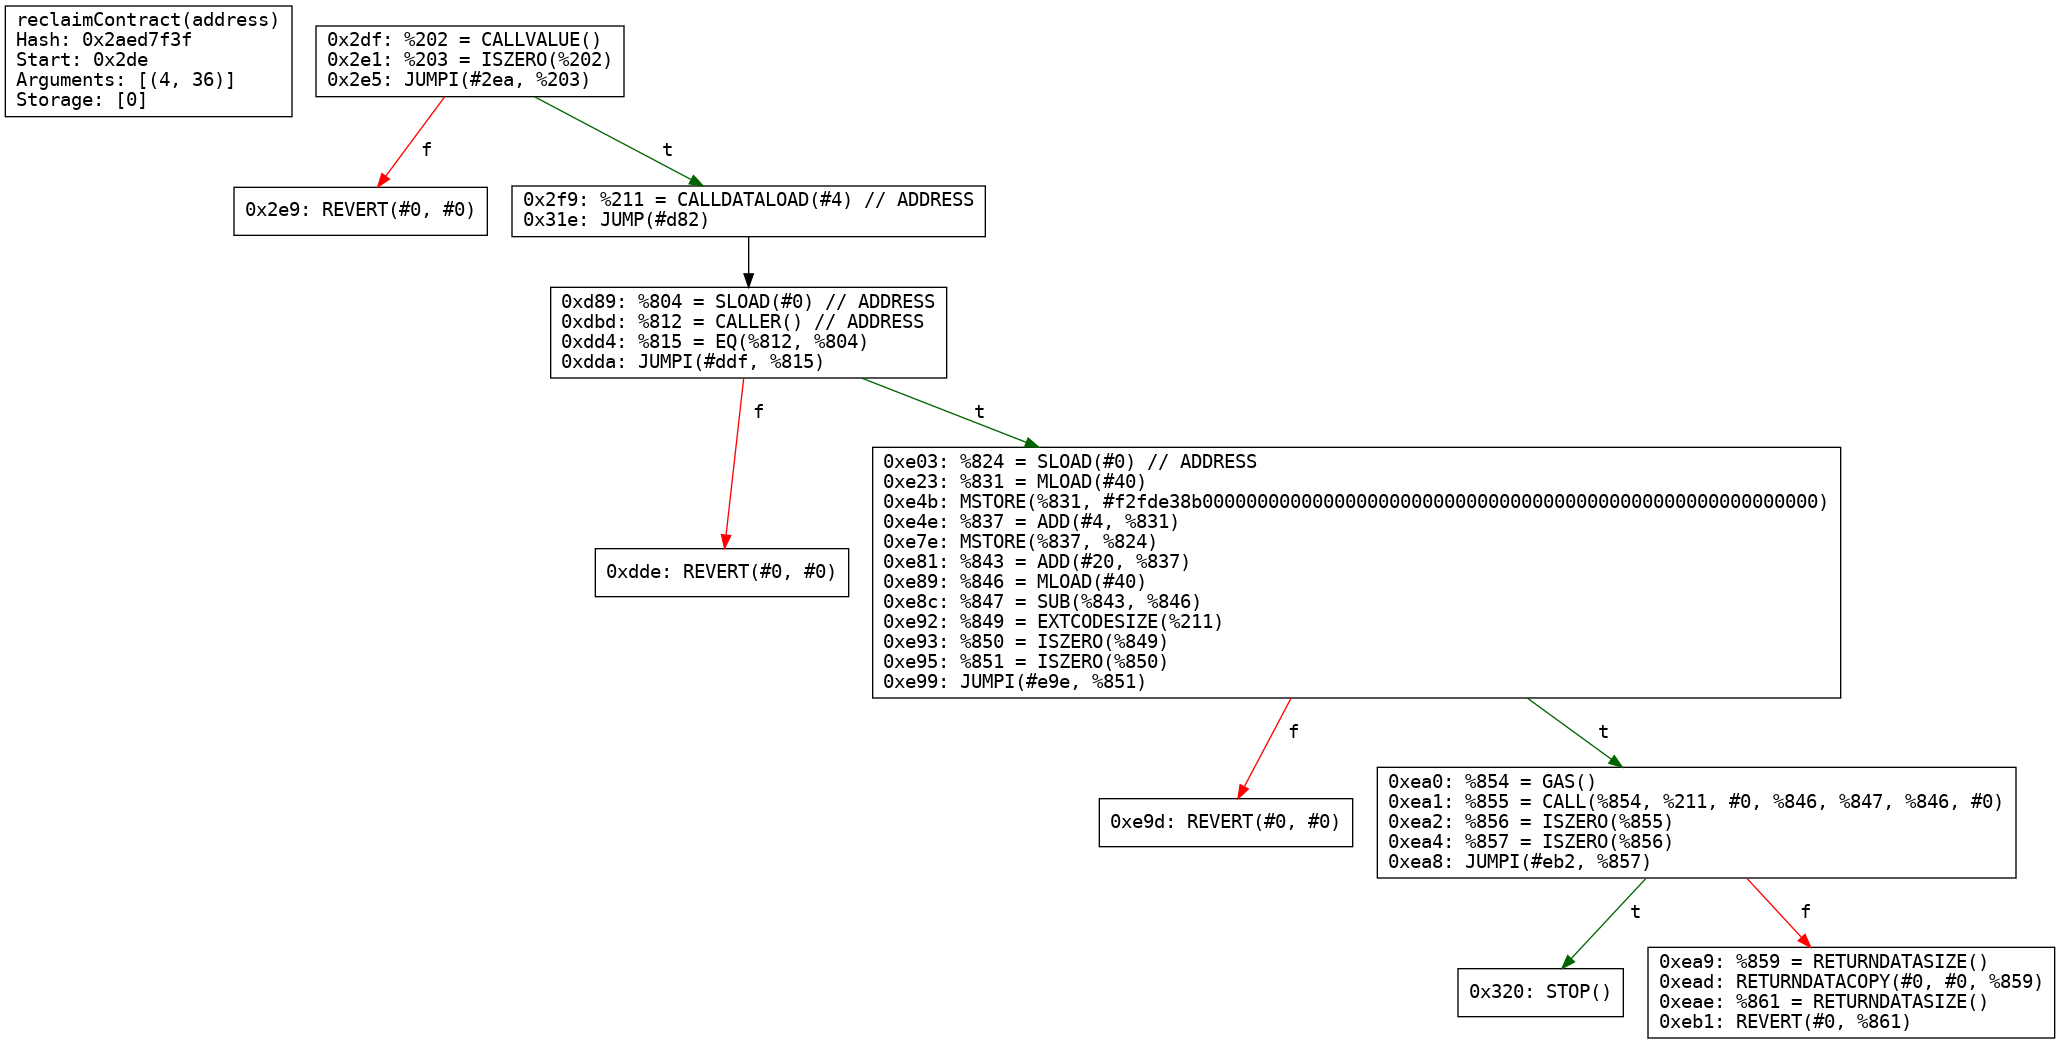 reclaimContract(address)
Hash: 0x2aed7f3f
Start: 0x2de
Arguments: [(4, 36)]
Storage: [0]
0x2df: %202 = CALLVALUE()
0x2e1: %203 = ISZERO(%202)
0x2e5: JUMPI(#2ea, %203)
f
t
0x2e9: REVERT(#0, #0)
0x2f9: %211 = CALLDATALOAD(#4) // ADDRESS
0x31e: JUMP(#d82)
0xd89: %804 = SLOAD(#0) // ADDRESS
0xdbd: %812 = CALLER() // ADDRESS
0xdd4: %815 = EQ(%812, %804)
0xdda: JUMPI(#ddf, %815)
f
t
0xdde: REVERT(#0, #0)
0xe03: %824 = SLOAD(#0) // ADDRESS
0xe23: %831 = MLOAD(#40)
0xe4b: MSTORE(%831, #f2fde38b00000000000000000000000000000000000000000000000000000000)
0xe4e: %837 = ADD(#4, %831)
0xe7e: MSTORE(%837, %824)
0xe81: %843 = ADD(#20, %837)
0xe89: %846 = MLOAD(#40)
0xe8c: %847 = SUB(%843, %846)
0xe92: %849 = EXTCODESIZE(%211)
0xe93: %850 = ISZERO(%849)
0xe95: %851 = ISZERO(%850)
0xe99: JUMPI(#e9e, %851)
f
t
0xe9d: REVERT(#0, #0)
0xea0: %854 = GAS()
0xea1: %855 = CALL(%854, %211, #0, %846, %847, %846, #0)
0xea2: %856 = ISZERO(%855)
0xea4: %857 = ISZERO(%856)
0xea8: JUMPI(#eb2, %857)
t
f
0x320: STOP()
0xea9: %859 = RETURNDATASIZE()
0xead: RETURNDATACOPY(#0, #0, %859)
0xeae: %861 = RETURNDATASIZE()
0xeb1: REVERT(#0, %861)